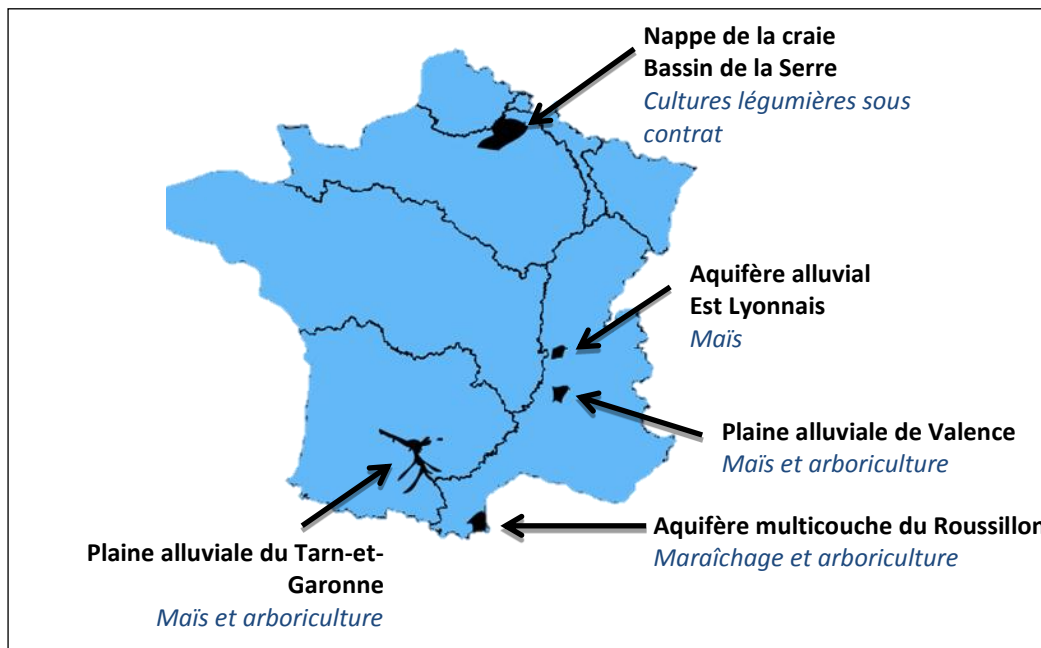 Nappe de la craie
Bassin de la Serre
Cultures légumières sous
contrat
Aquifère alluvial
Est Lyonnais
Maïs
Plaine alluviale de Valence
Maïs et arboriculture
Aquifère multicouche du Roussillon
Maraîchage et arboriculture
Plaine alluviale du Tarn-et-
Garonne
Maïs et arboriculture